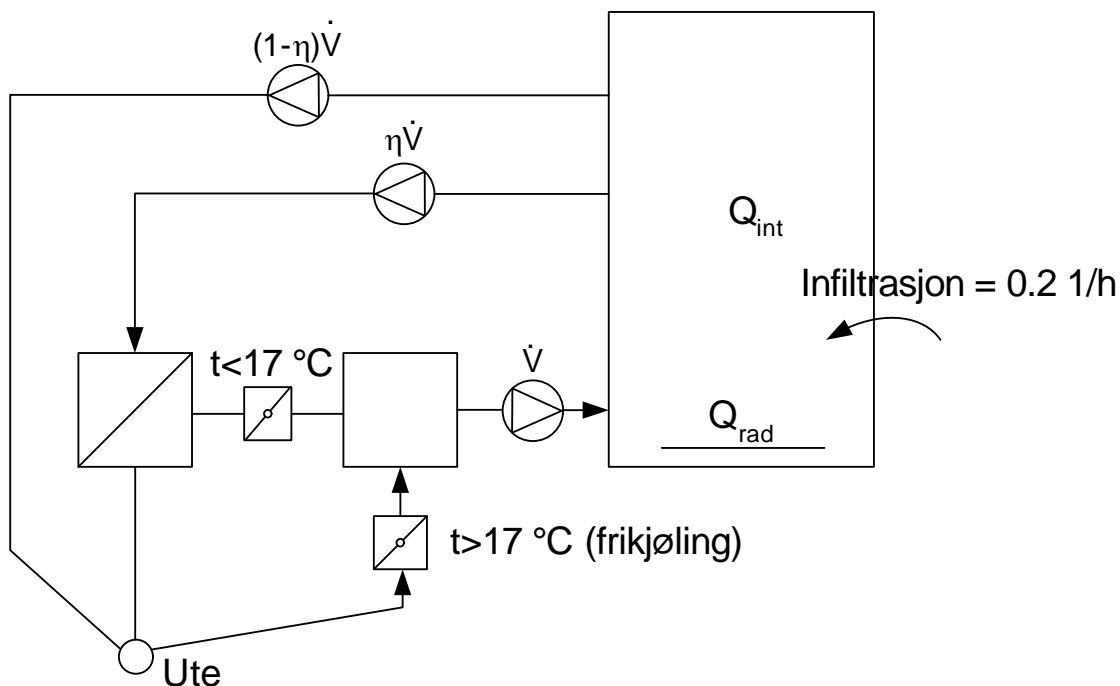 (1-η)V̇
ηV̇
Q_int
Infiltrasjon = 0.2 1/h
t<17 °C
V̇
Q_rad
t>17 °C (frikjøling)
Ute